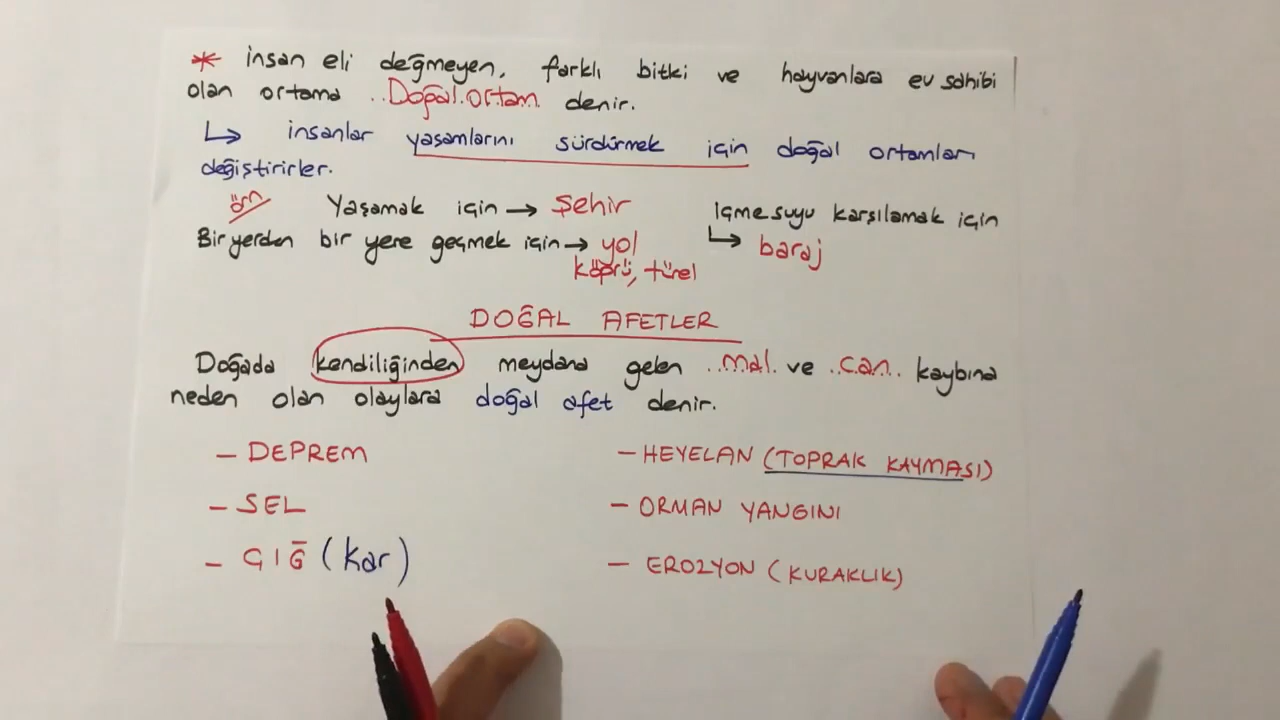 * İnsan eli değmeyen, farklı bitki ve hayvanlara ev sahibi
olan ortama ..Doğal.ortam. denir.
↳ insanlar yaşamlarını sürdürmek için doğal ortamları
değiştirirler.
örn Yaşamak için → Şehir
İçme suyu karşılamak için
↳ baraj
Bir yerden bir yere geçmek için → yol
köprü, tünel
DOĞAL AFETLER
Doğada kendiliğinden meydana gelen ..mal. ve ..can.. kaybına
neden olan olaylara doğal afet denir.
- DEPREM
- SEL
- ÇIĞ (kar)
- HEYELAN (TOPRAK KAYMASI)
- ORMAN YANGINI
- EROZYON (KURAKLIK)